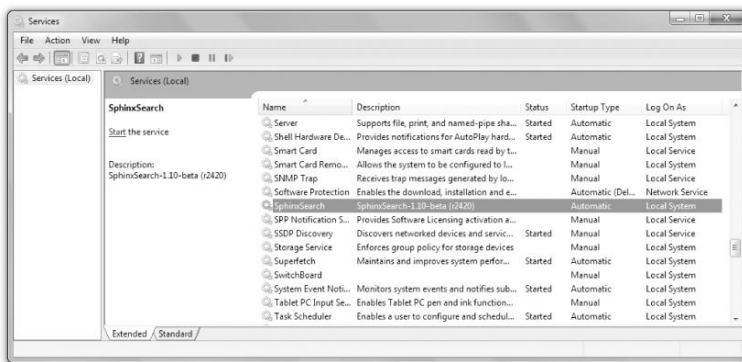 Services
File Action View Help
Services (Local)
Services (Local)
SphinxSearch
Start the service
Description:
SphinxSearch-1.10-beta (r2420)
Name Description Status Startup Type Log On As
Server Supports file, print, and named-pipe sha... Started Automatic Local System
Shell Hardware De... Provides notifications for AutoPlay hard... Started Automatic Local System
Smart Card Manages access to smart cards read by t... Manual Local Service
Smart Card Remo... Allows the system to be configured to l... Manual Local System
SNMP Trap Receives trap messages generated by lo... Manual Local Service
Software Protection Enables the download, installation and e... Automatic (Del... Network Service
SphinxSearch SphinxSearch-1.10-beta (r2420) Automatic Local System
SPP Notification S... Provides Software Licensing activation a... Manual Local Service
SSDP Discovery Discovers networked devices and servic... Started Manual Local Service
Storage Service Enforces group policy for storage devices Manual Local System
Superfetch Maintains and improves system perfor... Started Automatic Local System
SwitchBoard Manual Local System
System Event Noti... Monitors system events and notifies sub... Started Automatic Local System
Tablet PC Input Se... Enables Tablet PC pen and ink function... Manual Local System
Task Scheduler Enables a user to configure and schedul... Started Automatic Local System
Extended Standard